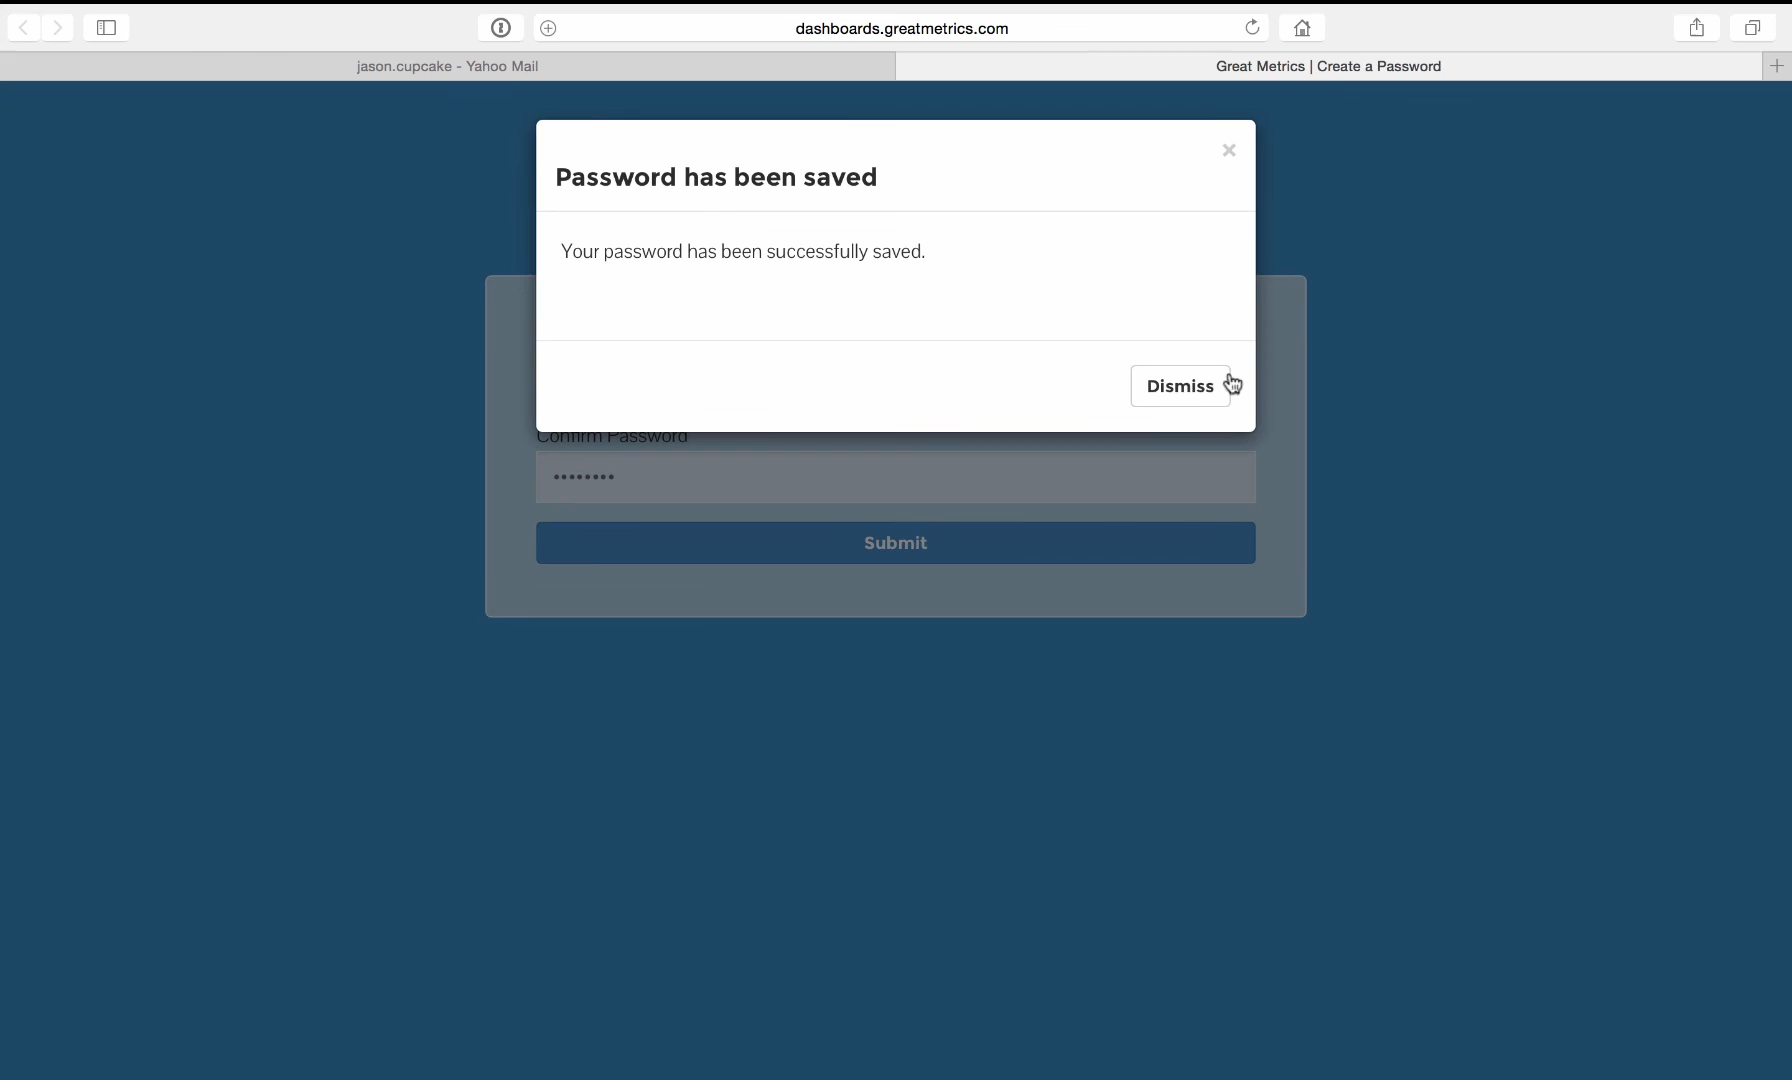 dashboards.greatmetrics.com
jason.cupcake - Yahoo Mail
Great Metrics | Create a Password
Password has been saved
Your password has been successfully saved.
Dismiss
Confirm Password
••••••••
Submit